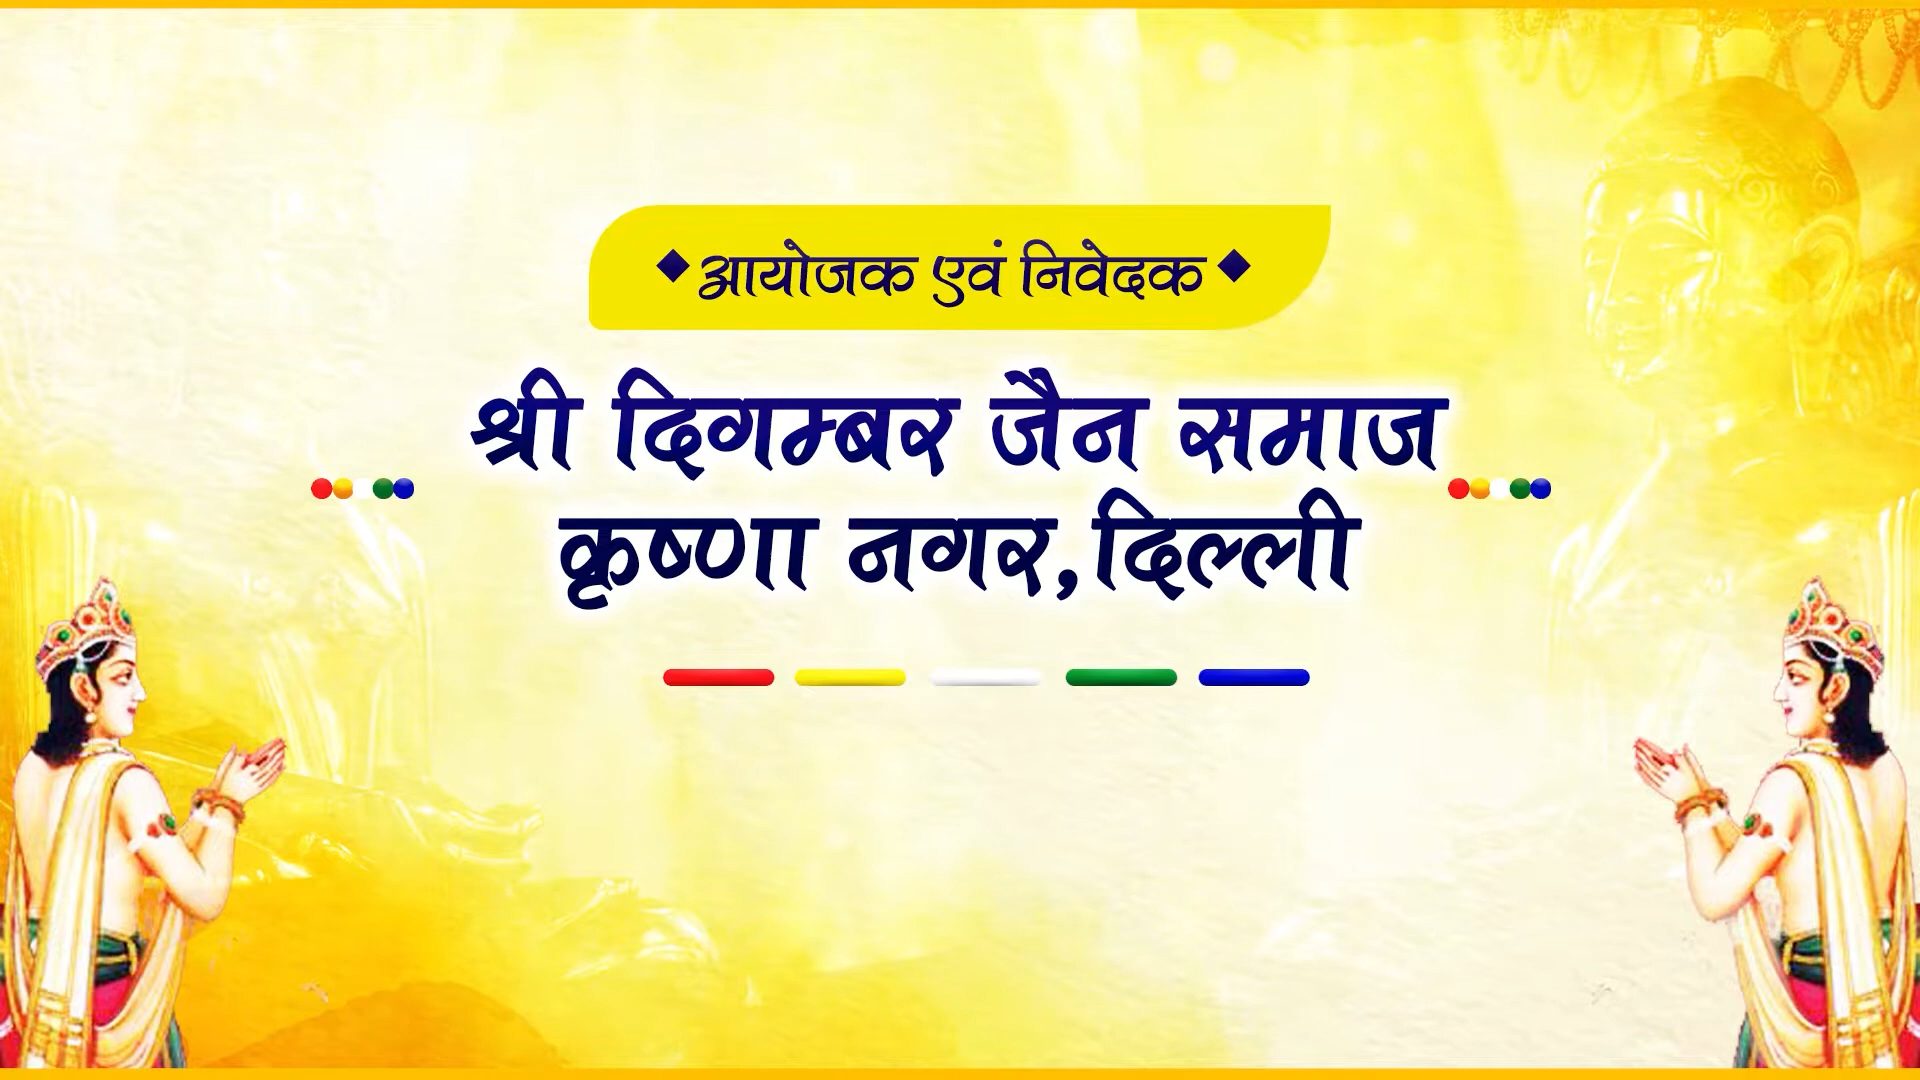 आयोजक एवं निवेदक
श्री दिगम्बर जैन समाज
कृष्णा नगर,दिल्ली